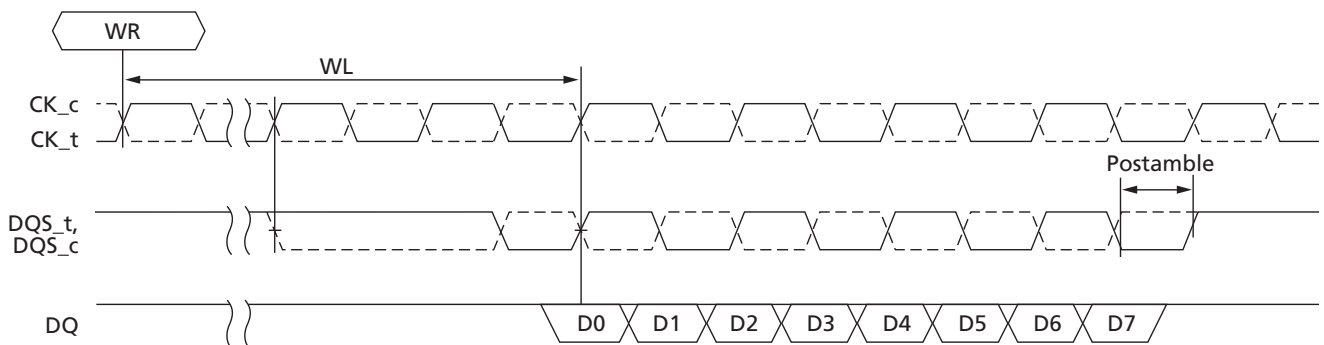 WR
WL
CK_c
CK_t
Postamble
DQS_t,
DQS_c
DQ
D0 D1 D2 D3 D4 D5 D6 D7